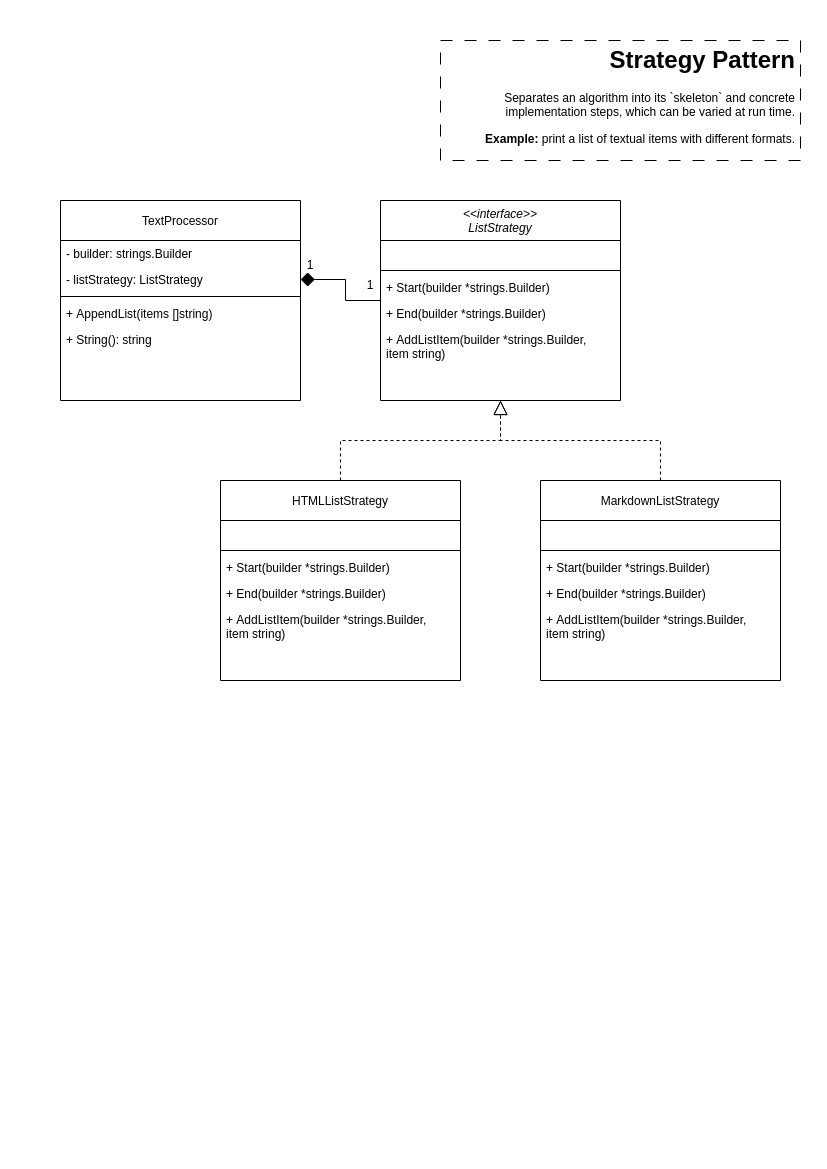 Strategy Pattern
Separates an algorithm into its `skeleton` and concrete
implementation steps, which can be varied at run time.
Example: print a list of textual items with different formats.
TextProcessor
- builder: strings.Builder
- listStrategy: ListStrategy
+ AppendList(items []string)
+ String(): string
1
1
<<interface>>
ListStrategy
+ Start(builder *strings.Builder)
+ End(builder *strings.Builder)
+ AddListItem(builder *strings.Builder,
item string)
HTMLListStrategy
+ Start(builder *strings.Builder)
+ End(builder *strings.Builder)
+ AddListItem(builder *strings.Builder,
item string)
MarkdownListStrategy
+ Start(builder *strings.Builder)
+ End(builder *strings.Builder)
+ AddListItem(builder *strings.Builder,
item string)